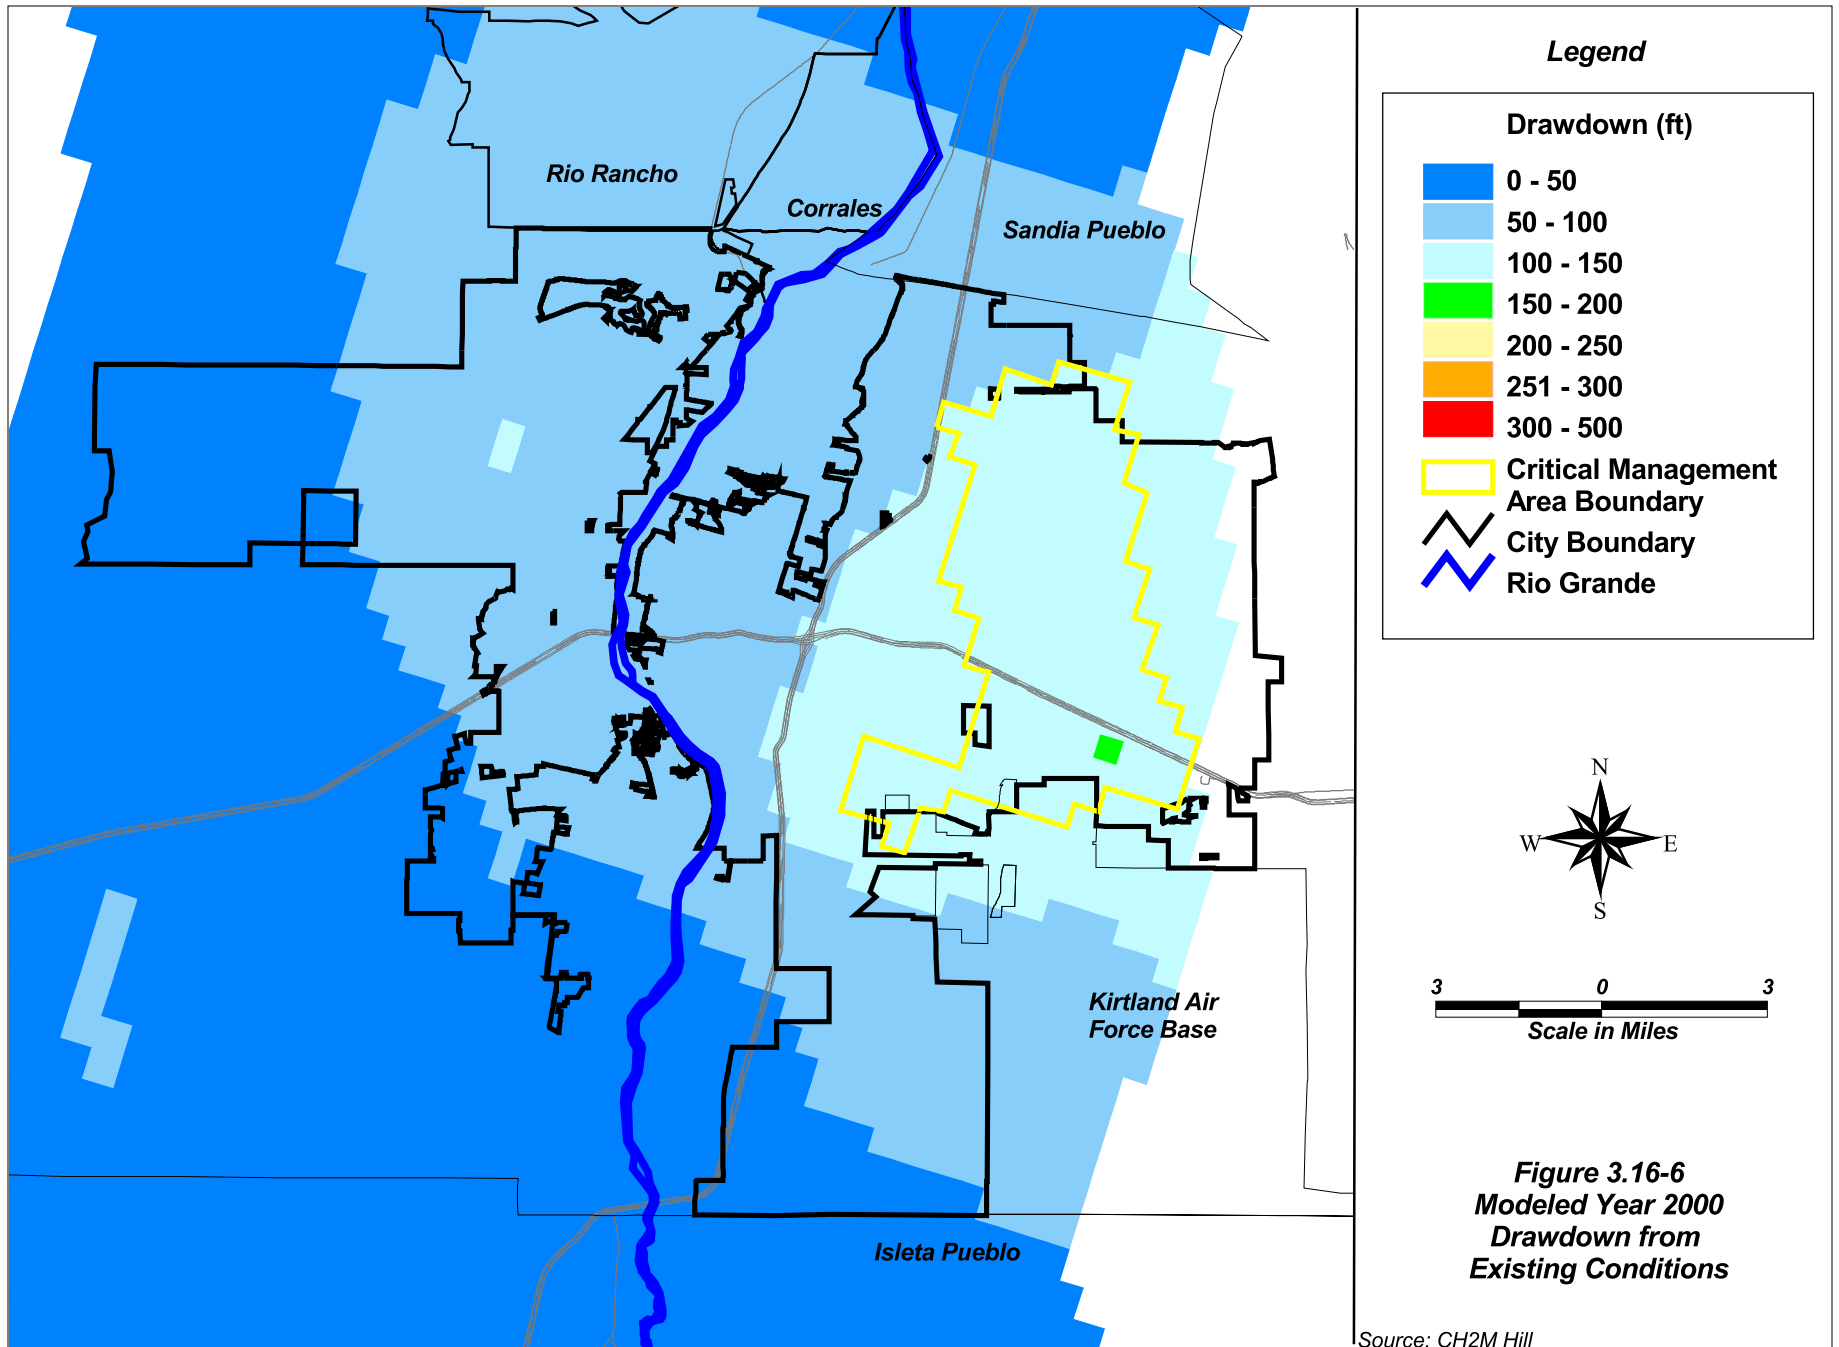 Rio Rancho
Corrales
Sandia Pueblo
Kirtland Air
Force Base
Isleta Pueblo
Legend
Drawdown (ft)
0 - 50
50 - 100
100 - 150
150 - 200
200 - 250
251 - 300
300 - 500
Critical Management
Area Boundary
City Boundary
Rio Grande
N
W
E
S
3 0 3
Scale in Miles
Figure 3.16-6
Modeled Year 2000
Drawdown from
Existing Conditions
Source: CH2M Hill